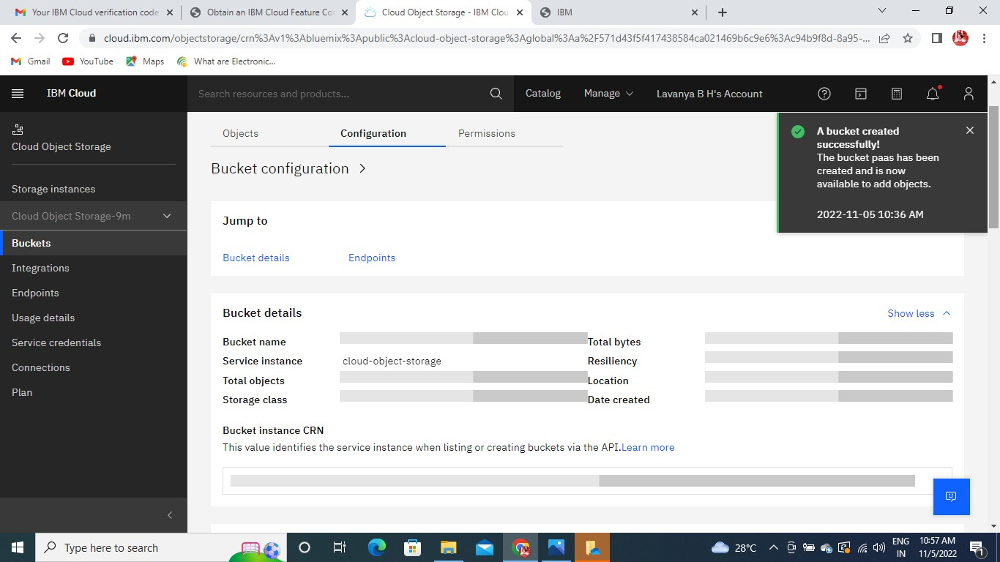 Your IBM Cloud verification code
Obtain an IBM Cloud Feature Co
Cloud Object Storage - IBM Clou
IBM
cloud.ibm.com/objectstorage/crn%3Av1%3Abluemix%3Apublic%3Acloud-object-storage%3Aglobal%3Aa%2F571d43f5f417438584ca021469b6c9e6%3Ac94b9f8d-8a95-...
Gmail
YouTube
Maps
What are Electronic...
IBM Cloud
Search resources and products...
Catalog
Manage
Lavanya B H's Account
Cloud Object Storage
Storage instances
Cloud Object Storage-9m
Buckets
Integrations
Endpoints
Usage details
Service credentials
Connections
Plan
Objects
Configuration
Permissions
Bucket configuration
A bucket created
successfully!
The bucket paas has been
created and is now
available to add objects.
2022-11-05 10:36 AM
Jump to
Bucket details
Endpoints
Bucket details
Show less
Bucket name
Total bytes
Service instance
cloud-object-storage
Resiliency
Total objects
Location
Storage class
Date created
Bucket instance CRN
This value identifies the service instance when listing or creating buckets via the API.Learn more
Type here to search
28°C
ENG
IN
10:57 AM
11/5/2022
1